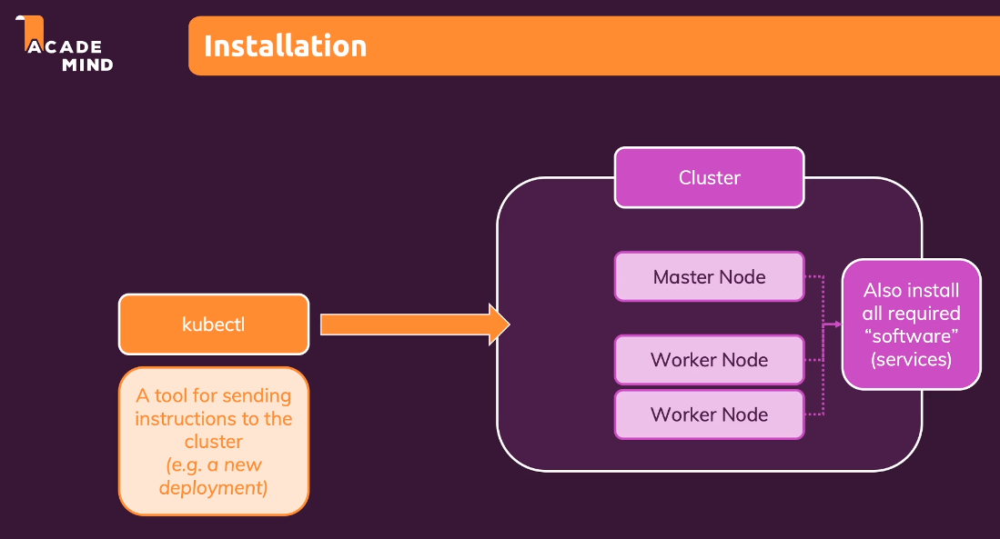 ACADE
MIND
Installation
Cluster
Master Node
Worker Node
Worker Node
Also install
all required
“software”
(services)
kubectl
A tool for sending
instructions to the
cluster
(e.g. a new
deployment)